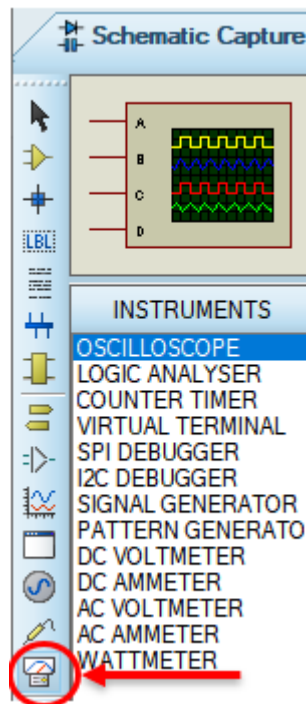 Schematic Capture
A
B
C
D
LBL
INSTRUMENTS
OSCILLOSCOPE
LOGIC ANALYSER
COUNTER TIMER
VIRTUAL TERMINAL
SPI DEBUGGER
I2C DEBUGGER
SIGNAL GENERATOR
PATTERN GENERATO
DC VOLTMETER
DC AMMETER
AC VOLTMETER
AC AMMETER
WATTMETER